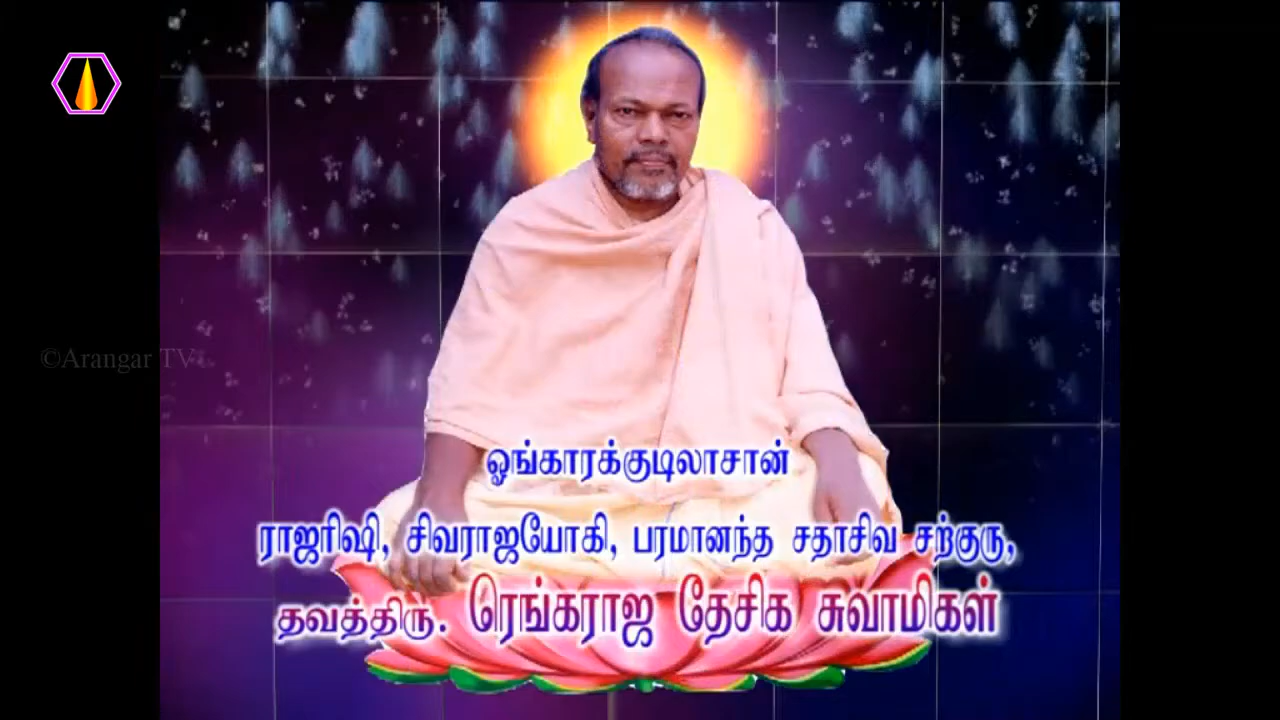 ©Arangar TV
ஓங்காரக்குடிலாசான்
ராஜரிஷி, சிவராஜயோகி, பரமானந்த சதாசிவ சற்குரு,
தவத்திரு. ரெங்கராஜ தேசிக சுவாமிகள்